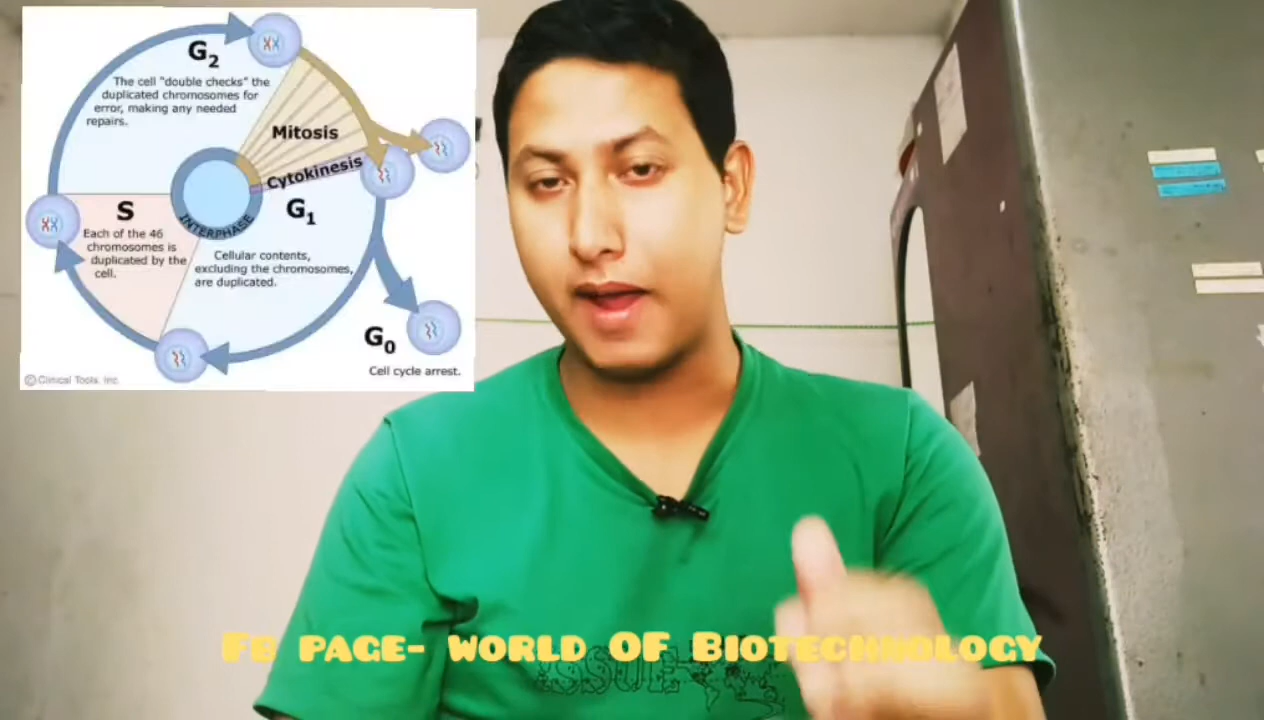 G2
The cell "double checks" the
duplicated chromosomes for
error, making any needed
repairs.
Mitosis
Cytokinesis
S
Each of the 46
chromosomes is
duplicated by the
cell.
INTERPHASE
G1
Cellular contents,
excluding the chromosomes,
are duplicated.
G0
Cell cycle arrest.
©Clinical Tools, Inc.
FB PAGE- WORLD OF BIOTECHNOLOGY